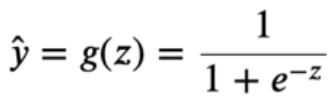 ŷ = g(z) = 1 / (1 + e^{-z})